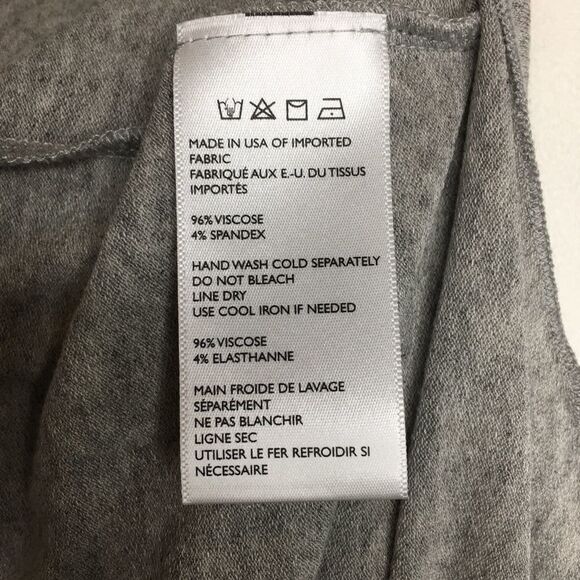 MADE IN USA OF IMPORTED
FABRIC
FABRIQUÉ AUX E.-U. DU TISSUS
IMPORTÉS
96% VISCOSE
4% SPANDEX
HAND WASH COLD SEPARATELY
DO NOT BLEACH
LINE DRY
USE COOL IRON IF NEEDED
96% VISCOSE
4% ELASTHANNE
MAIN FROIDE DE LAVAGE
SÉPARÉMENT
NE PAS BLANCHIR
LIGNE SEC
UTILISER LE FER REFROIDIR SI
NÉCESSAIRE